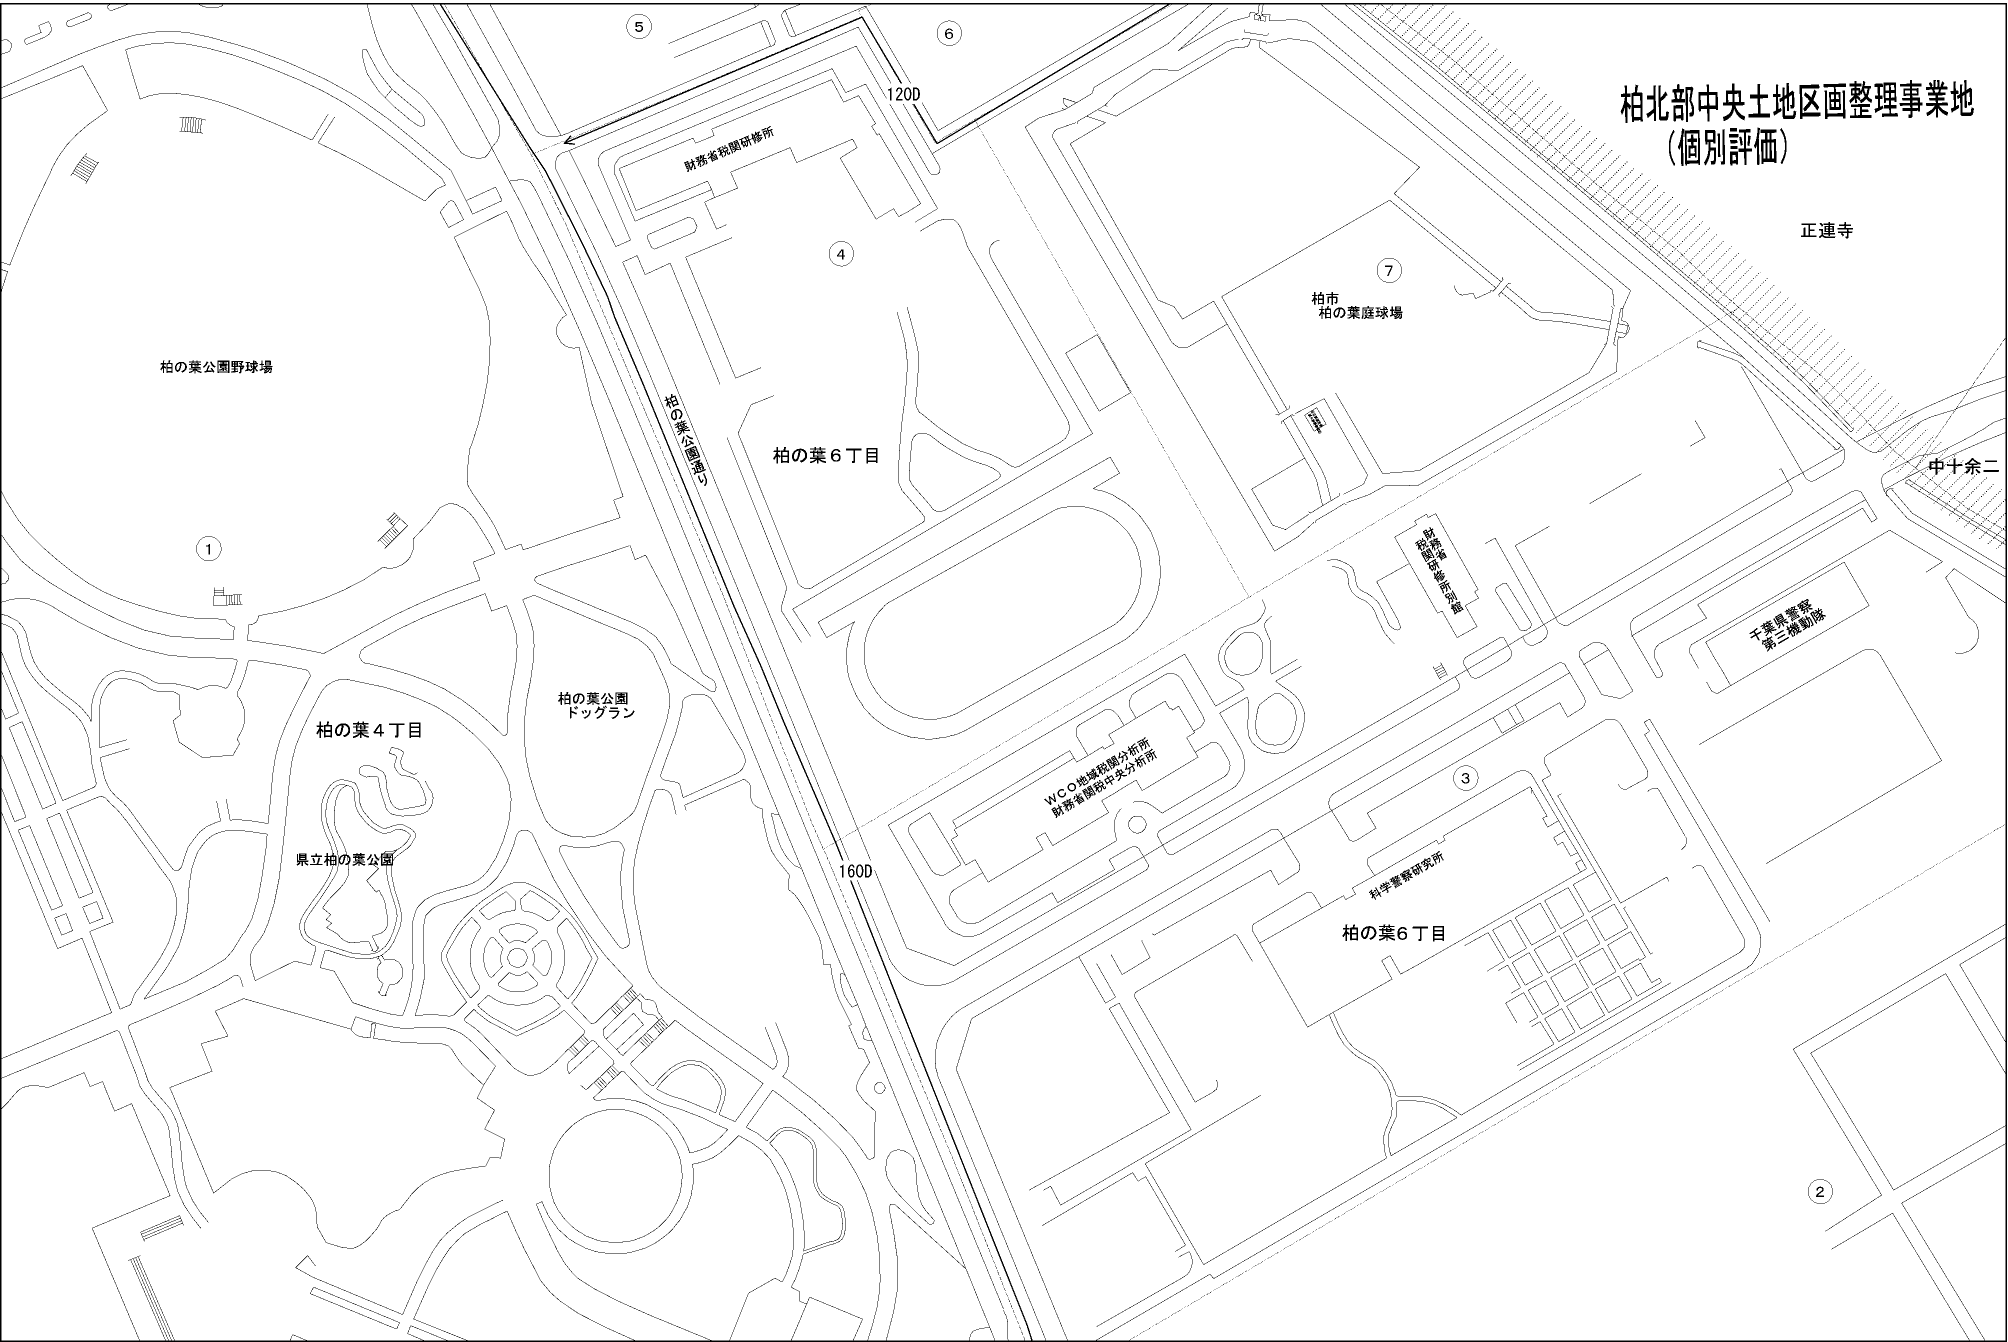 ⑤
⑥
120D
柏北部中央土地区画整理事業地
（個別評価）
財務省税関研修所
正連寺
④
⑦
柏市
柏の葉庭球場
柏の葉公園野球場
柏の葉公園通り
柏の葉６丁目
中十余二
①
財務省
税関研修所別館
千葉県警察
第三機動隊
柏の葉公園
ドッグラン
柏の葉４丁目
WCO地域税関分析所
財務省関税中央分析所
③
県立柏の葉公園
160D
科学警察研究所
柏の葉６丁目
②